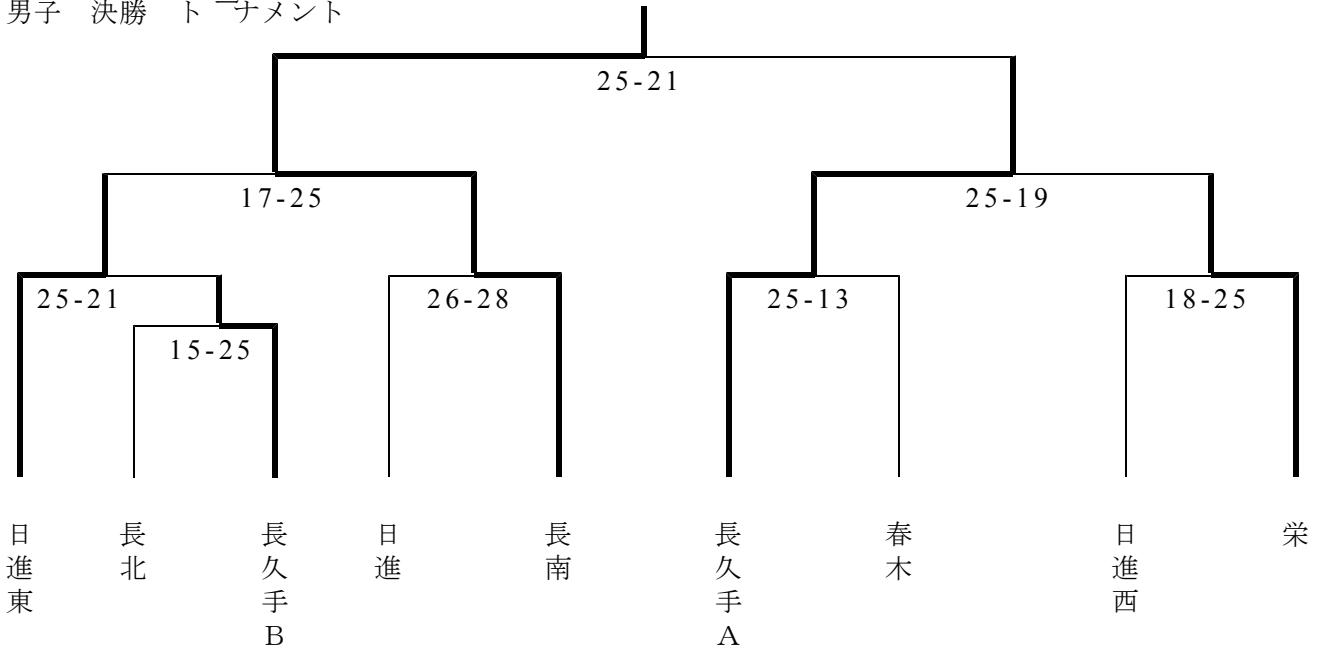 男子　決勝　トーナメント
25-21
17-25
25-19
25-21
26-28
25-13
18-25
15-25
日進東
長北
長久手B
日進
長南
長久手A
春木
日進西
栄